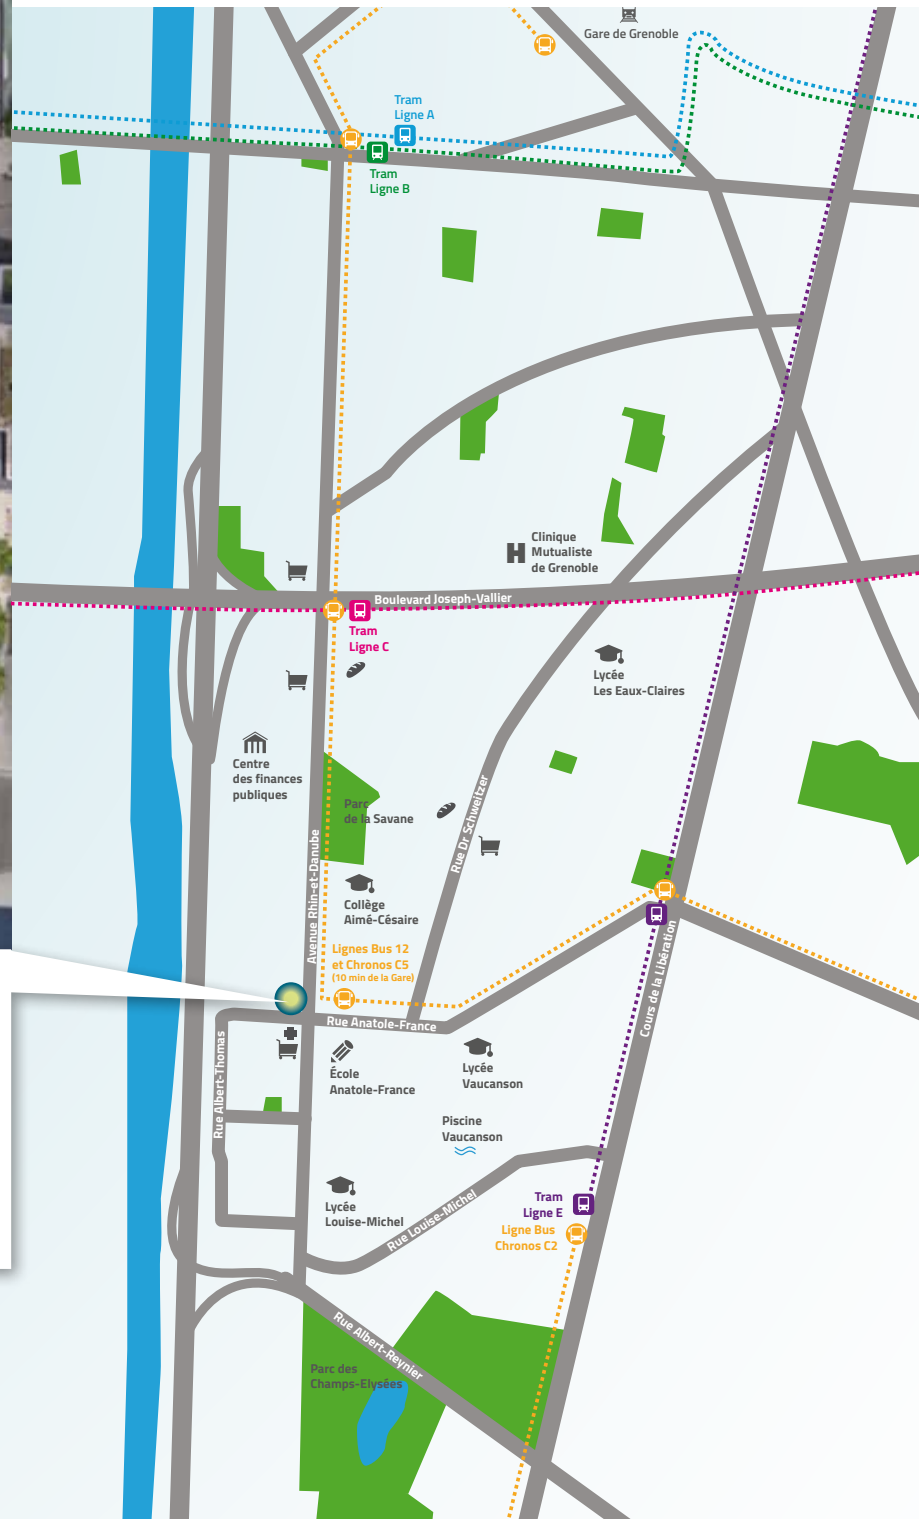 Gare de Grenoble
Tram
Ligne A
Tram
Ligne B
Clinique
Mutualiste
de Grenoble
Boulevard Joseph-Vallier
Tram
Ligne C
Lycée
Les Eaux-Claires
Centre
des finances
publiques
Parc
de la Savane
Rue Dr Schweitzer
Avenue Rhin-et-Danube
Collège
Aimé-Césaire
Lignes Bus 12
et Chronos C5
(10 min de la Gare)
Cours de la Libération
Rue Anatole-France
Rue Albert-Thomas
École
Anatole-France
Lycée
Vaucanson
Piscine
Vaucanson
Lycée
Louise-Michel
Rue Louise-Michel
Tram
Ligne E
Ligne Bus
Chronos C2
Rue Albert-Reynier
Parc des
Champs-Elysées